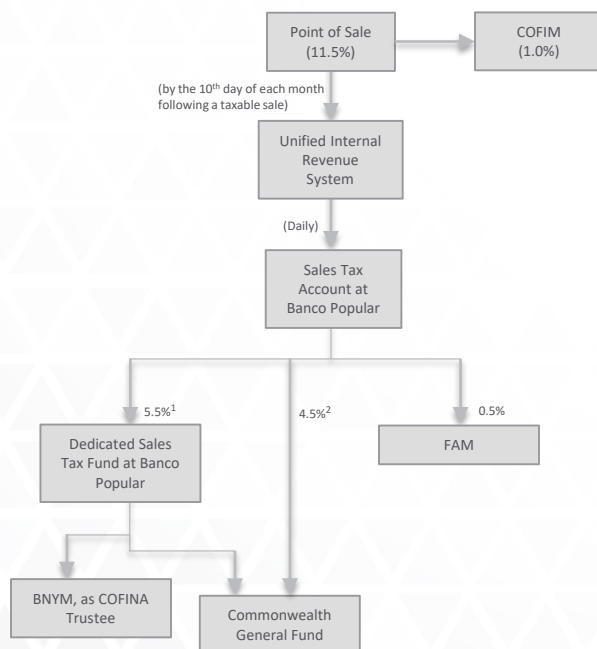 Point of Sale
(11.5%)
COFIM
(1.0%)
(by the 10th day of each month
following a taxable sale)
Unified Internal
Revenue
System
(Daily)
Sales Tax
Account at
Banco Popular
5.5%1
4.5%2
0.5%
Dedicated Sales
Tax Fund at Banco
Popular
FAM
BNYM, as COFINA
Trustee
Commonwealth
General Fund